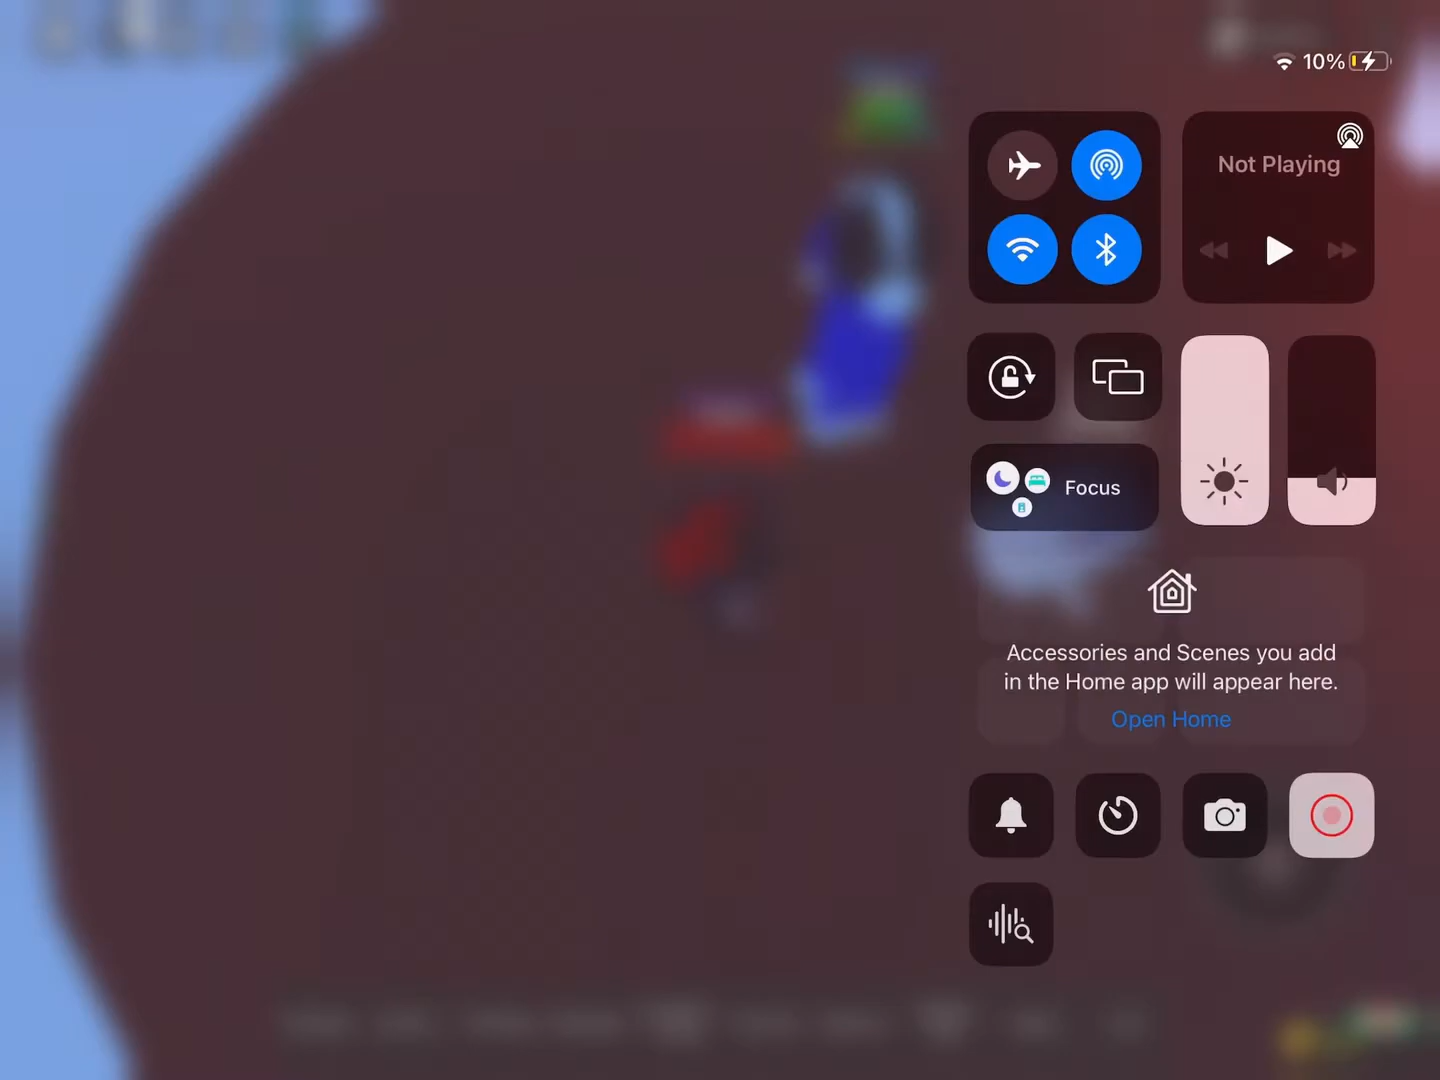 10%
Not Playing
Focus
Accessories and Scenes you add
in the Home app will appear here.
Open Home